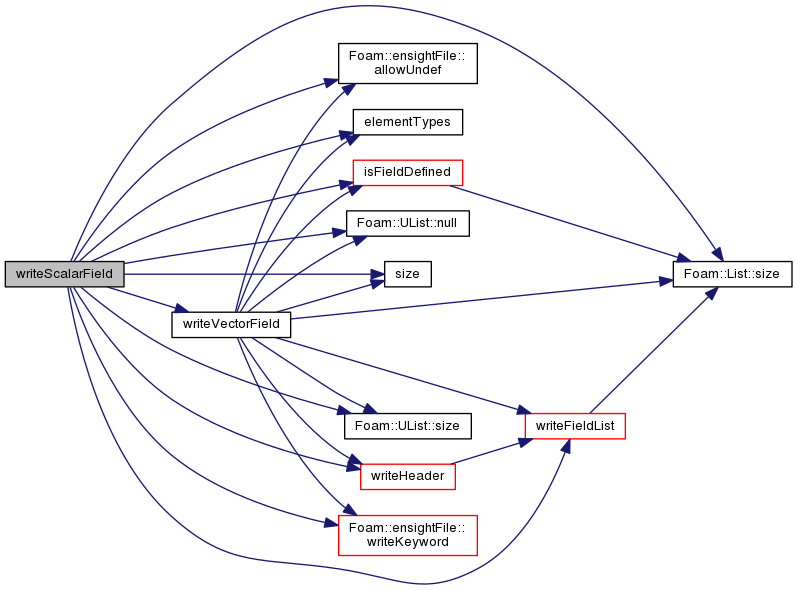 Foam::ensightFile::
allowUndef
elementTypes
isFieldDefined
Foam::UList::null
writeScalarField
size
Foam::List::size
writeVectorField
Foam::UList::size
writeFieldList
writeHeader
Foam::ensightFile::
writeKeyword